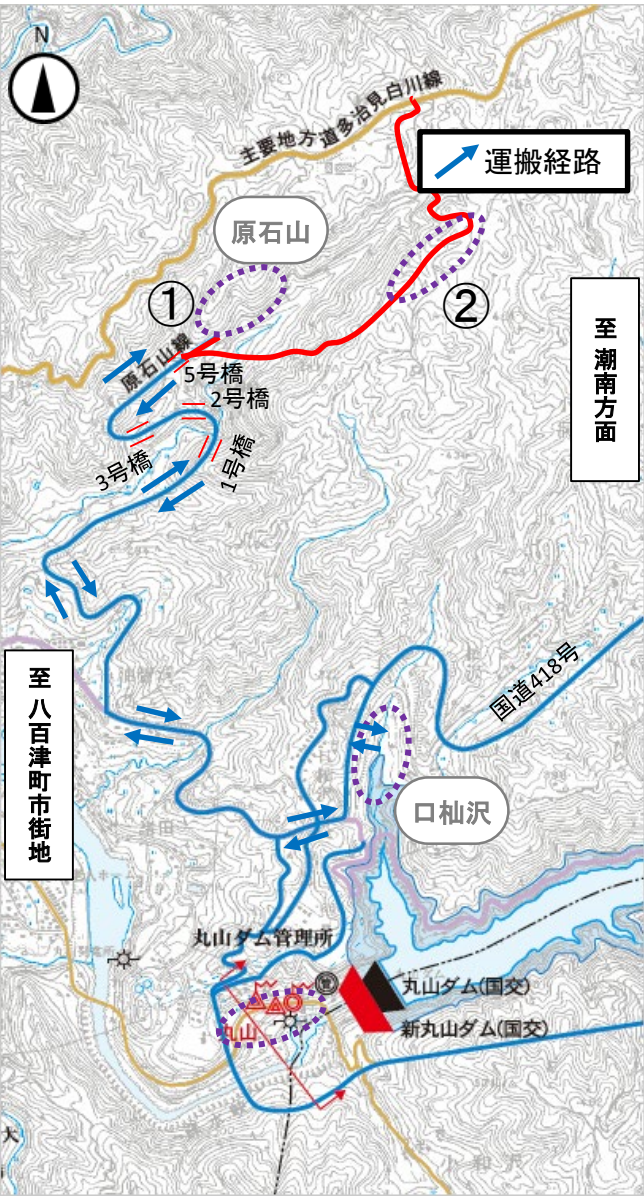 N
主要地方道多治見白川線
運搬経路
原石山
①
②
原石山線
至 潮南方面
5号橋
2号橋
3号橋
1号橋
至 八百津町市街地
国道418号
口杣沢
丸山ダム管理所
丸山ダム(国交)
新丸山ダム(国交)
丸山
大